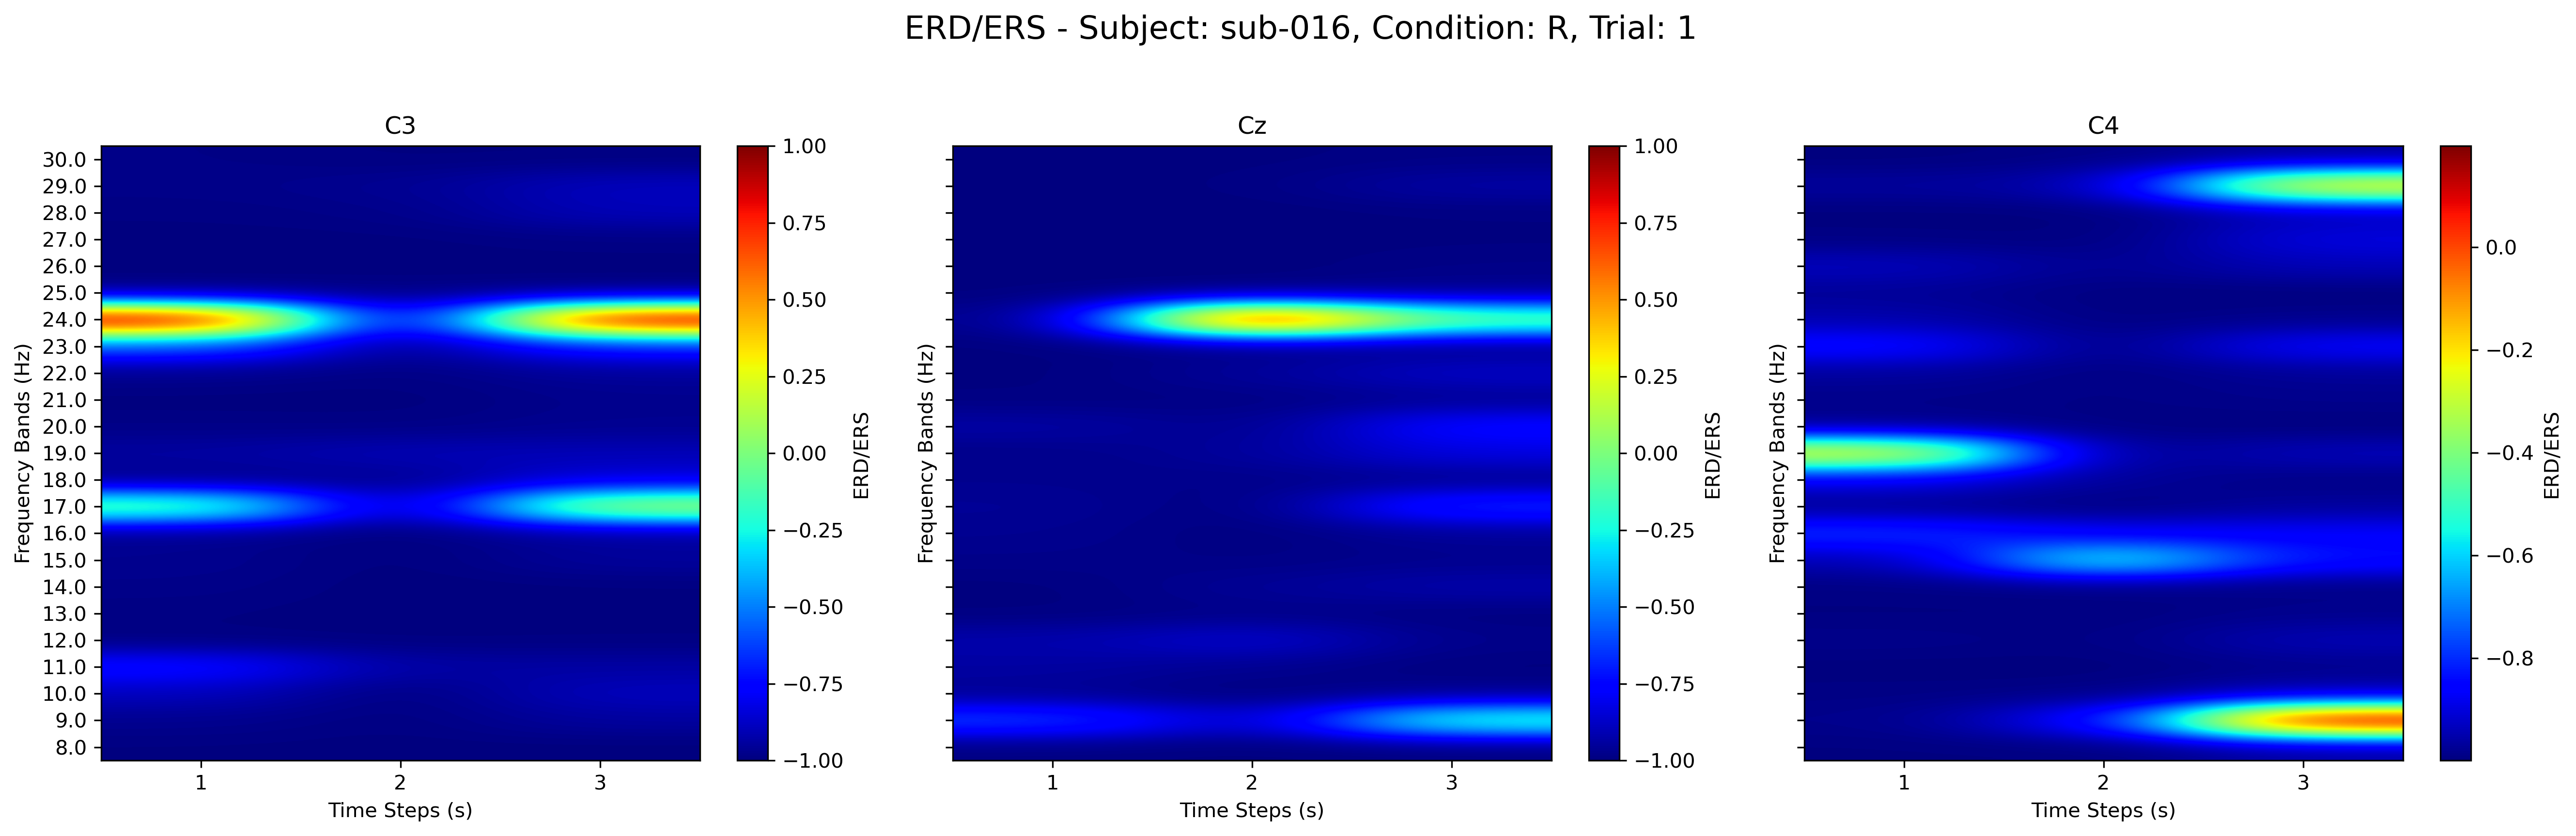 ERD/ERS - Subject: sub-016, Condition: R, Trial: 1
C3
30.0
29.0
28.0
27.0
26.0
25.0
24.0
23.0
22.0
21.0
20.0
19.0
18.0
17.0
16.0
15.0
14.0
13.0
12.0
11.0
10.0
9.0
8.0
Frequency Bands (Hz)
1 2 3
Time Steps (s)
1.00
0.75
0.50
0.25
0.00
−0.25
−0.50
−0.75
−1.00
ERD/ERS
Cz
Frequency Bands (Hz)
1 2 3
Time Steps (s)
1.00
0.75
0.50
0.25
0.00
−0.25
−0.50
−0.75
−1.00
ERD/ERS
C4
Frequency Bands (Hz)
1 2 3
Time Steps (s)
0.0
−0.2
−0.4
−0.6
−0.8
ERD/ERS